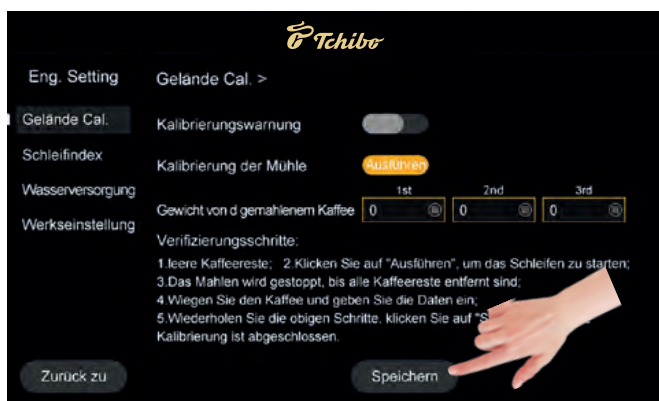 Tchibo
Eng. Setting
Gelände Cal. >
Gelände Cal.
Kalibrierungswarnung
Schleifindex
Kalibrierung der Mühle
Ausführen
Wasserversorgung
1st
2nd
3rd
Gewicht von d gemahlenem Kaffee
0
0
0
Werkseinstellung
Verifizierungsschritte:
1.leere Kaffeereste; 2.Klicken Sie auf "Ausführen", um das Schleifen zu starten;
3.Das Mahlen wird gestoppt, bis alle Kaffeereste entfernt sind;
4.Wiegen Sie den Kaffee und geben Sie die Daten ein;
5.Wiederholen Sie die obigen Schritte, klicken Sie auf
Kalibrierung ist abgeschlossen.
Zurück zu
Speichern